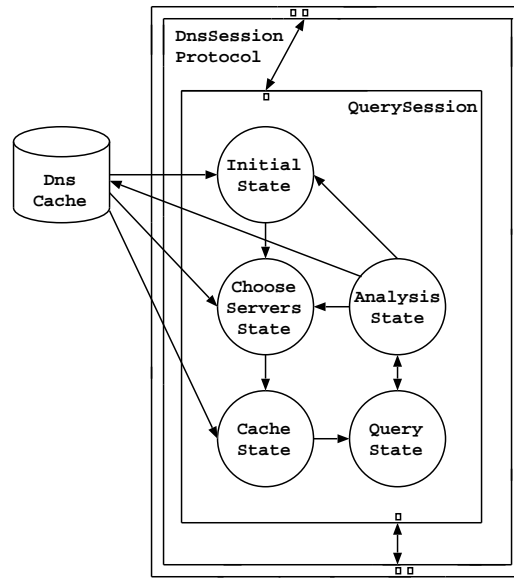 DnsSession
Protocol
QuerySession
Initial
State
Dns
Cache
Choose
Servers
State
Analysis
State
Cache
State
Query
State